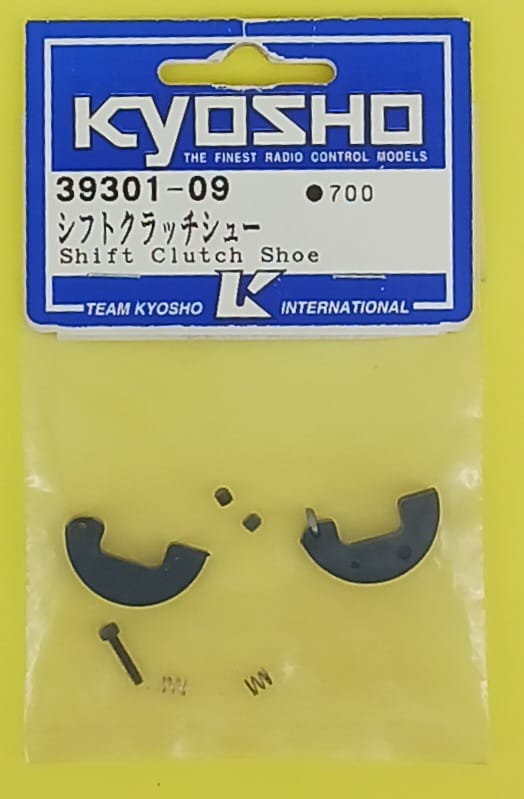 KYOSHO
THE FINEST RADIO CONTROL MODELS
39301-09 ●700
シフトクラッチシュー
Shift Clutch Shoe
TEAM KYOSHO K INTERNATIONAL